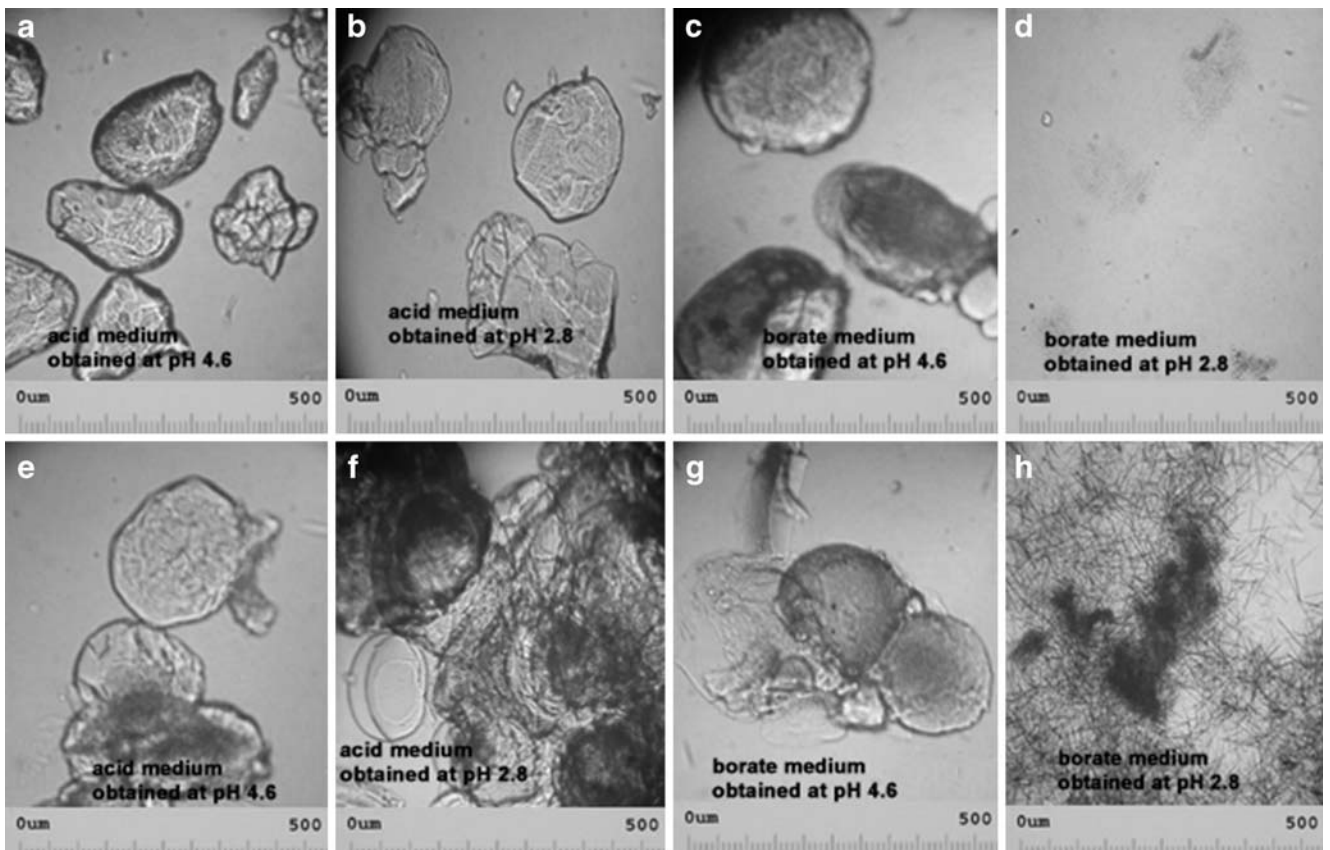 a
b
c
d
acid medium
obtained at pH 4.6
acid medium
obtained at pH 2.8
borate medium
obtained at pH 4.6
borate medium
obtained at pH 2.8
0um 500
0um 500
0um 500
0um 500
e
f
g
h
acid medium
obtained at pH 4.6
acid medium
obtained at pH 2.8
borate medium
obtained at pH 4.6
borate medium
obtained at pH 2.8
0um 500
0um 500
0um 500
0um 500